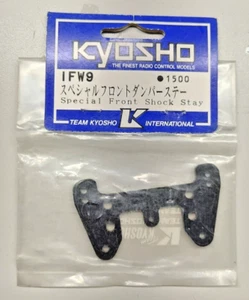 KYOSHO
THE FINEST RADIO CONTROL MODELS
IFW9 ●1500
スペシャルフロントダンパーステー
Special Front Shock Stay
TEAM KYOSHO K INTERNATIONAL
KYOSHO